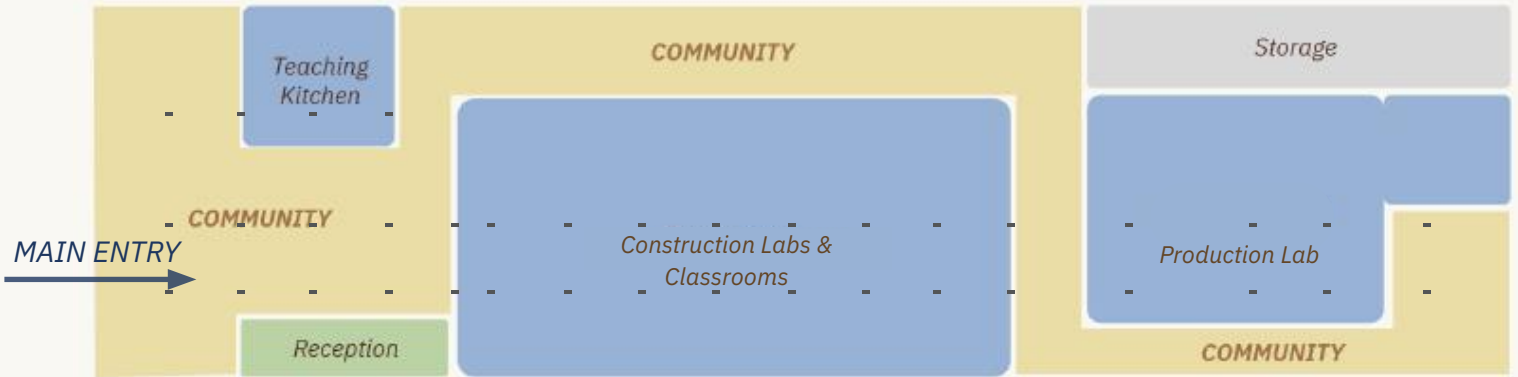 COMMUNITY
Storage
Teaching
Kitchen
COMMUNITY
MAIN ENTRY
Construction Labs &
Classrooms
Production Lab
Reception
COMMUNITY